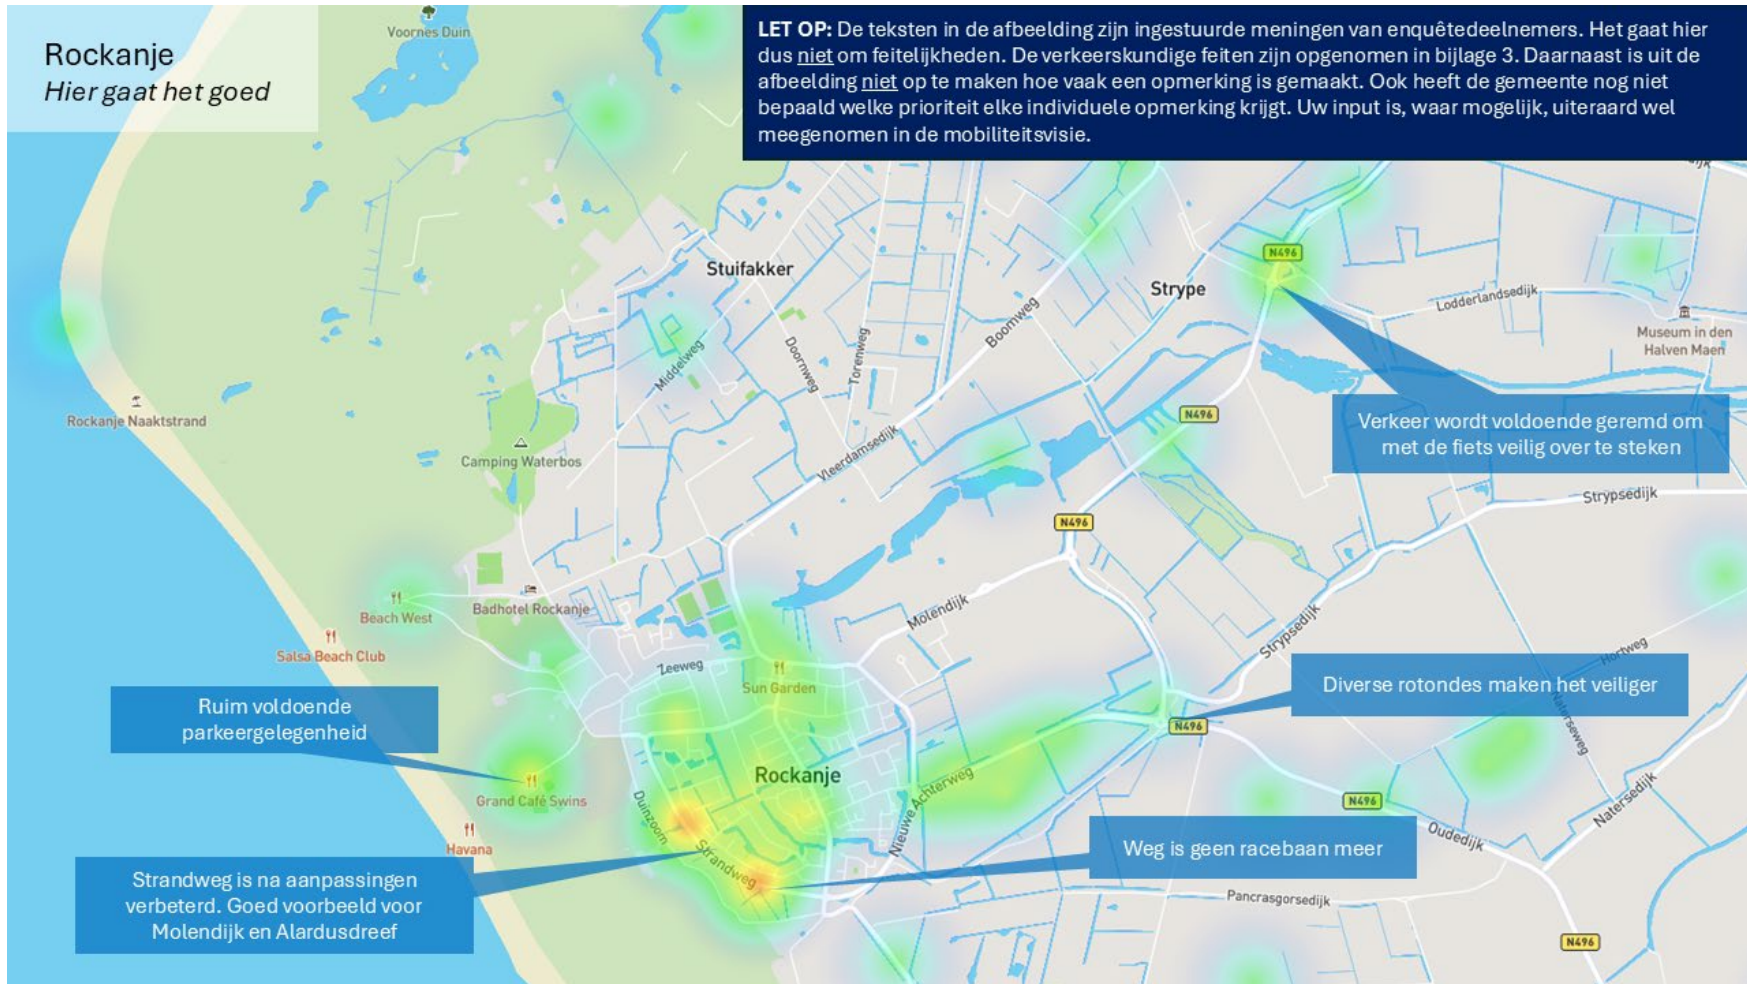 Rockanje
Hier gaat het goed
LET OP: De teksten in de afbeelding zijn ingestuurde meningen van enquêtedeelnemers. Het gaat hier
dus niet om feitelijkheden. De verkeerskundige feiten zijn opgenomen in bijlage 3. Daarnaast is uit de
afbeelding niet op te maken hoe vaak een opmerking is gemaakt. Ook heeft de gemeente nog niet
bepaald welke prioriteit elke individuele opmerking krijgt. Uw input is, waar mogelijk, uiteraard wel
meegenomen in de mobiliteitsvisie.
Voornes Duin
Stuifakker
Strype
N496
Lodderlandsedijk
Museum in den
Halven Maen
Boomweg
Doornweg
Torenweg
Middelweg
Rockanje Naaktstrand
Camping Waterbos
Vleerdamsedijk
N496
Verkeer wordt voldoende geremd om
met de fiets veilig over te steken
Strypsedijk
N496
Beach West
Badhotel Rockanje
Molendijk
Salsa Beach Club
Strypsedijk
Hortweg
Zeeweg
Sun Garden
Diverse rotondes maken het veiliger
Ruim voldoende
parkeergelegenheid
N496
Naterseweg
Rockanje
Grand Café Swins
Duinzoom
Nieuwe Achterweg
N496
Natersedijk
Havana
Strandweg
Oudedijk
Weg is geen racebaan meer
Strandweg is na aanpassingen
verbeterd. Goed voorbeeld voor
Molendijk en Alardusdreef
Pancrasgorsedijk
N496